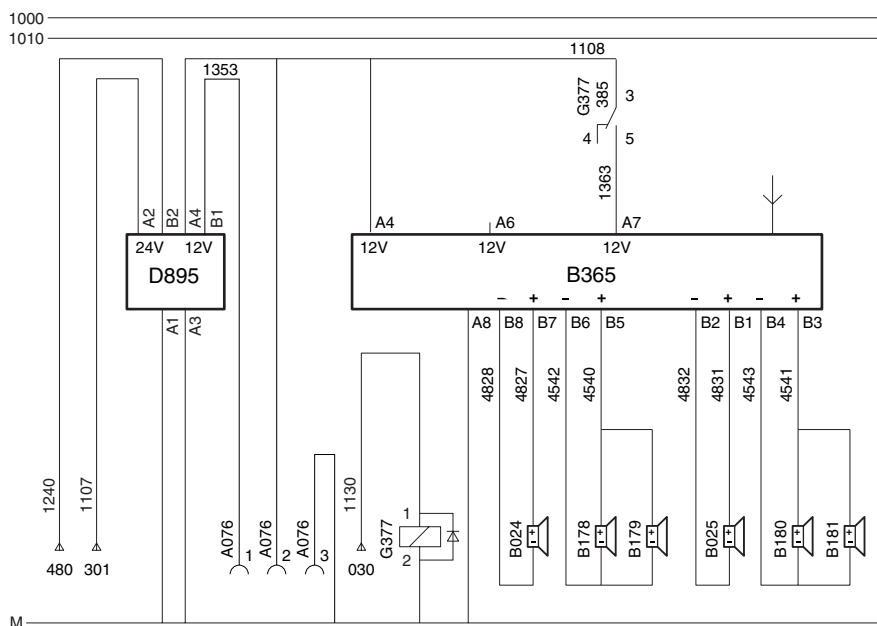 1000
1010
1108
1353
G377
385
3
4
5
1363
A2
B2
A4
B1
A4
A6
A7
24V
12V
12V
12V
12V
D895
B365
- + - + - + - +
A1
A3
A8
B8
B7
B6
B5
B2
B1
B4
B3
4828
4827
4542
4540
4832
4831
4543
4541
1240
1107
1130
A076
1
A076
2
A076
3
G377
1
2
B024
B178
B179
B025
B180
B181
+ -
+ -
+ -
+ -
+ -
+ -
480
301
030
M